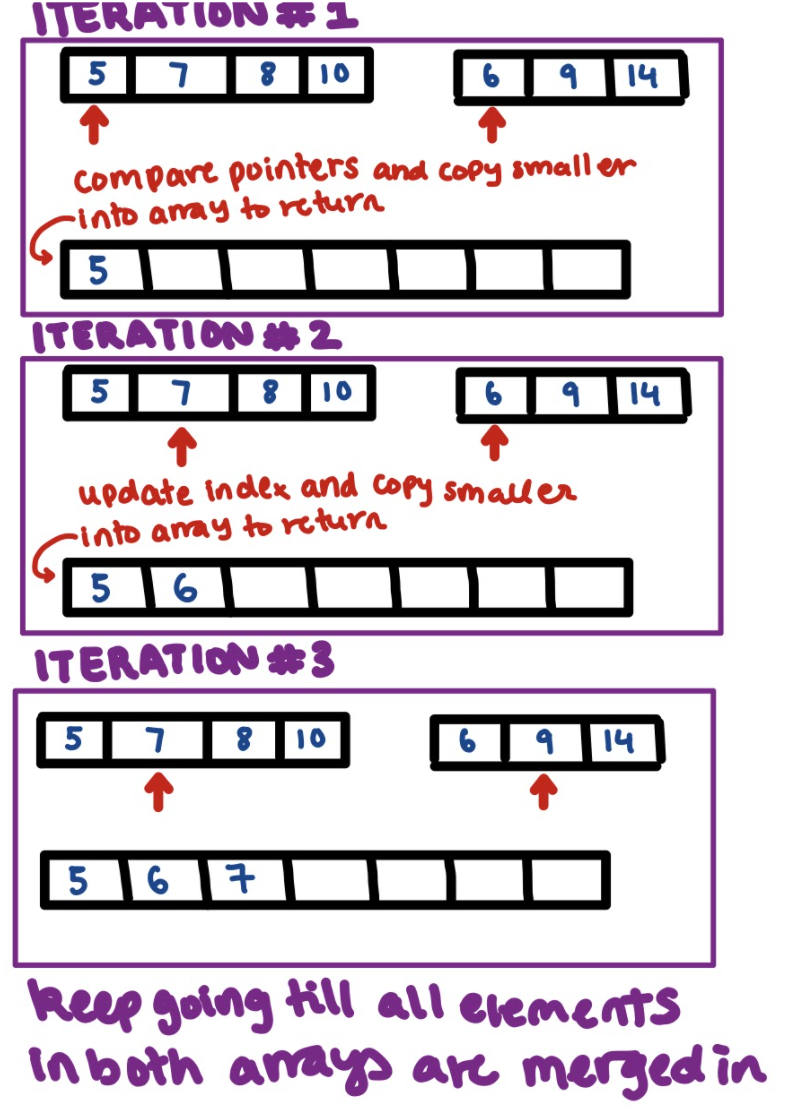 ITERATION # 1
5 7 8 10 6 9 14
compare pointers and copy smaller
into array to return
5
ITERATION # 2
5 7 8 10 6 9 14
update index and copy smaller
into array to return
5 6
ITERATION #3
5 7 8 10 6 9 14
5 6 7
keep going till all elements
in both arrays are merged in